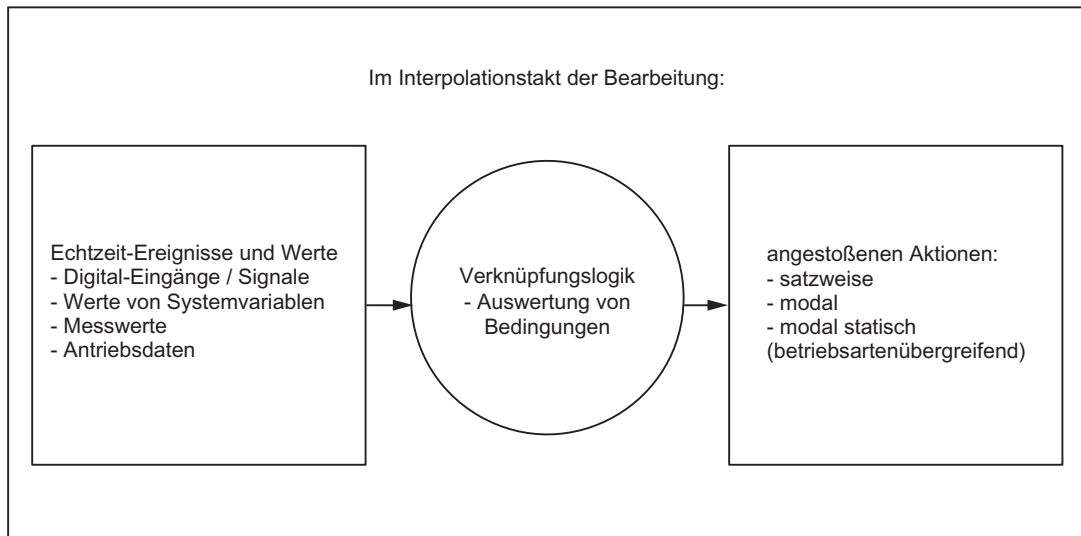 Im Interpolationstakt der Bearbeitung:
Echtzeit-Ereignisse und Werte
- Digital-Eingänge / Signale
- Werte von Systemvariablen
- Messwerte
- Antriebsdaten
Verknüpfungslogik
- Auswertung von
Bedingungen
angestoßenen Aktionen:
- satzweise
- modal
- modal statisch
(betriebsartenübergreifend)